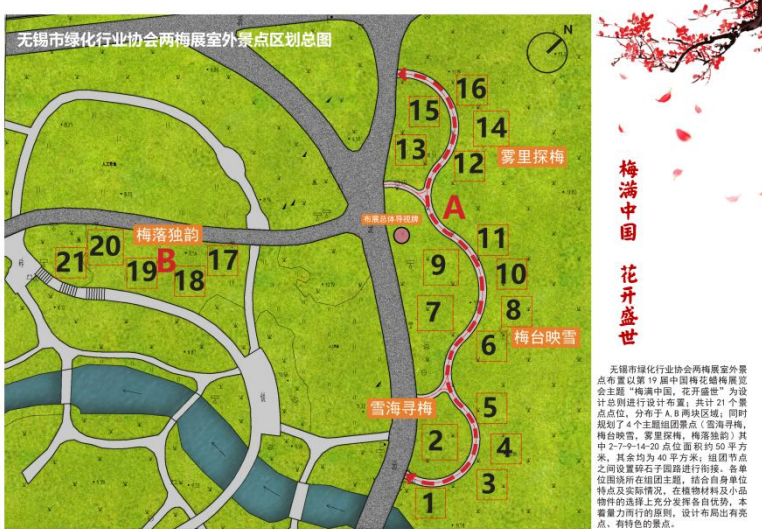 无锡市绿化行业协会两梅展室外景点区划总图
N
16
15
14
13
雾里探梅
12
A
布展总体导视牌
梅落独韵
B
11
20
21
19
18
17
9
10
7
8
梅台映雪
6
雪海寻梅
5
2
4
3
1
梅满中国 花开盛世
无锡市绿化行业协会两梅展室外景
点布置以第19届中国梅花蜡梅展览
会主题“梅满中国,花开盛世”为设
计总则进行设计布置;共计21个景
点点位,分布于A.B两块区域;同时
规划了4个主题组团景点(雪海寻梅,
梅台映雪,雾里探梅,梅落独韵)其
中2-7-9-14-20点位面积约50平方
米,其余均为40平方米;组团节点
之间设置碎石子园路进行衔接。各单
位围绕所在组团主题,结合自身单位
特点及实际情况,在植物材料及小品
物件的选择上充分发挥各自优势,本
着量力而行的原则,设计布局出有亮
点、有特色的景点。